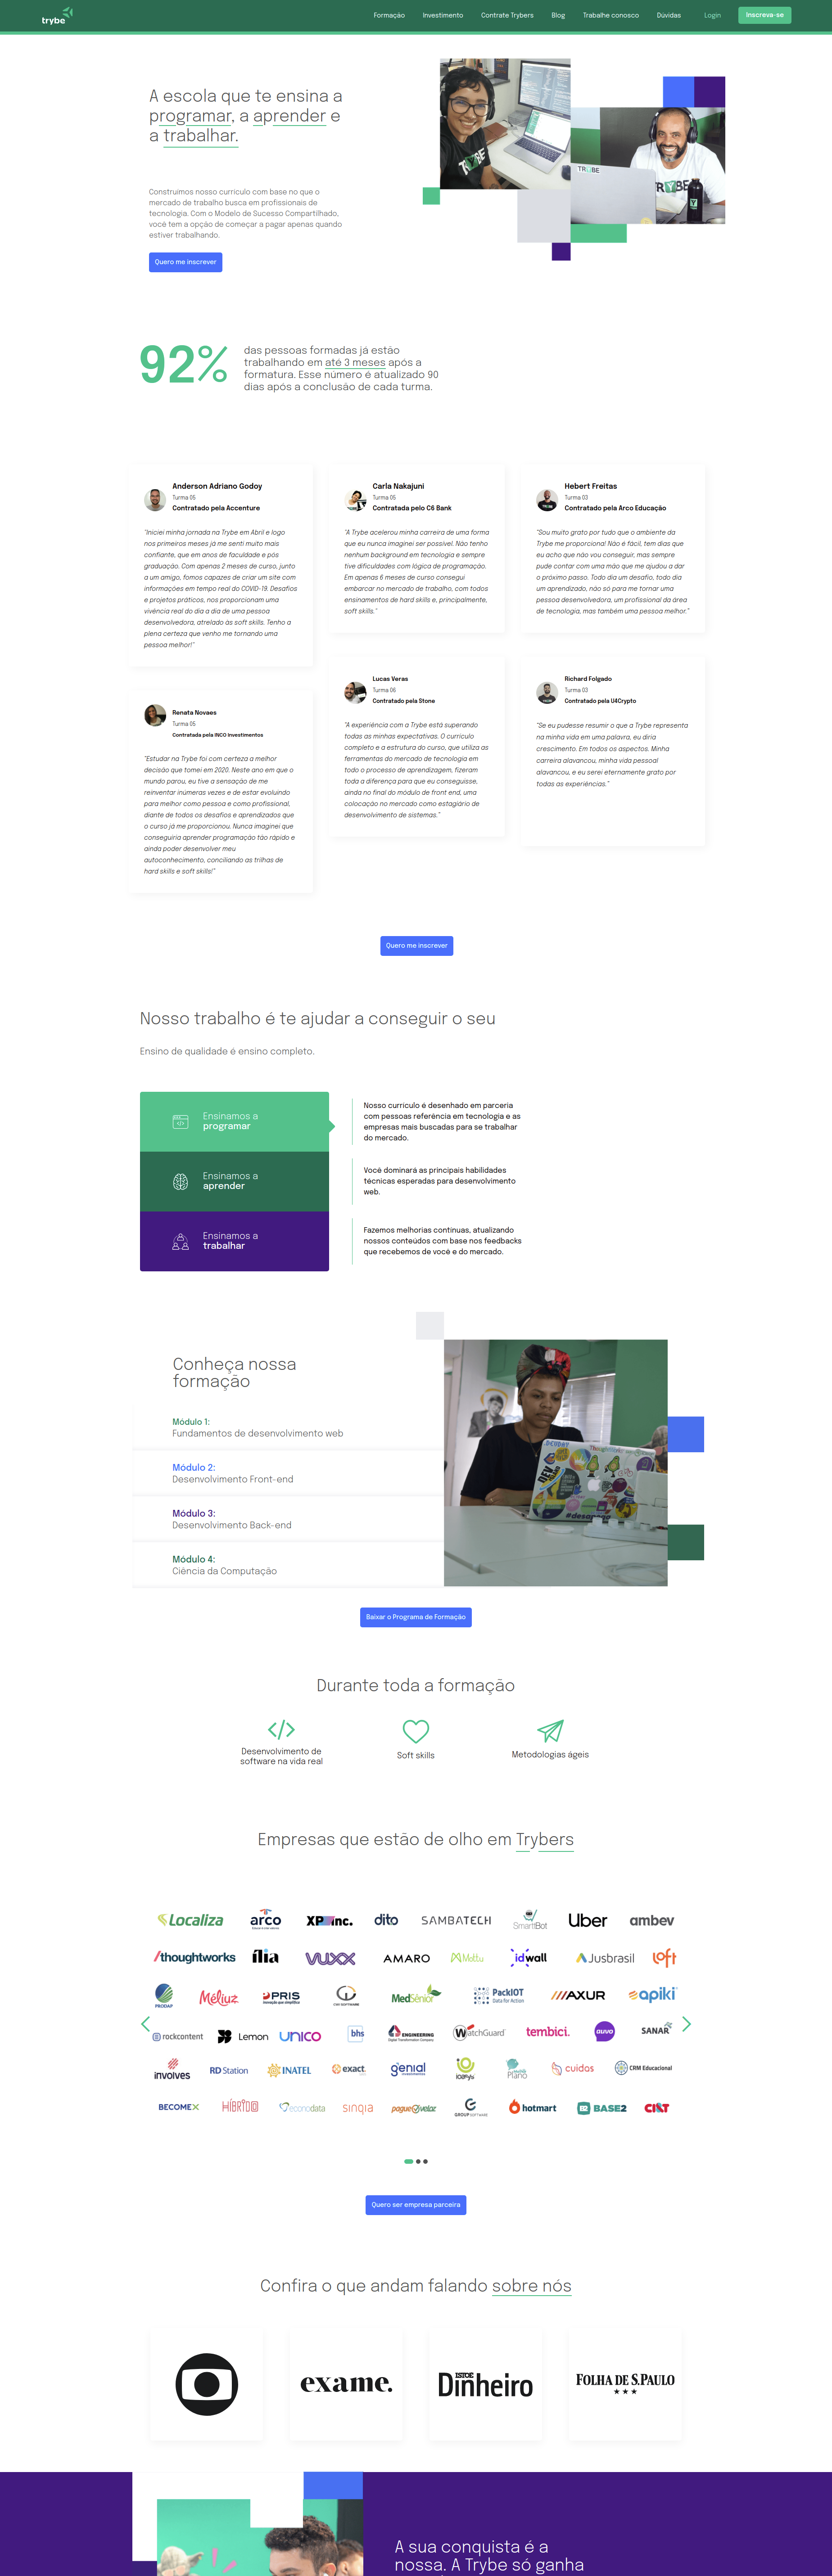 trybe
Formação
Investimento
Contrate Trybers
Blog
Trabalhe conosco
Dúvidas
Login
Inscreva-se
A escola que te ensina a
programar, a aprender e
a trabalhar.
Construímos nosso currículo com base no que o
mercado de trabalho busca em profissionais de
tecnologia. Com o Modelo de Sucesso Compartilhado,
você tem a opção de começar a pagar apenas quando
estiver trabalhando.
Quero me inscrever
TRYBE
TRYBE
92%
das pessoas formadas já estão
trabalhando em até 3 meses após a
formatura. Esse número é atualizado 90
dias após a conclusão de cada turma.
Anderson Adriano Godoy
Turma 05
Contratado pela Accenture
"Iniciei minha jornada na Trybe em Abril e logo
nos primeiros meses já me senti muito mais
confiante, que em anos de faculdade e pós
graduação. Com apenas 2 meses de curso, junto
a um amigo, fomos capazes de criar um site com
informações em tempo real do COVID-19. Desafios
e projetos práticos, nos proporcionam uma
vivência real do dia a dia de uma pessoa
desenvolvedora, atrelado às soft skills. Tenho a
plena certeza que venho me tornando uma
pessoa melhor!"
Carla Nakajuni
Turma 05
Contratada pelo C6 Bank
"A Trybe acelerou minha carreira de uma forma
que eu nunca imaginei ser possível. Não tenho
nenhum background em tecnologia e sempre
tive dificuldades com lógica de programação.
Em apenas 6 meses de curso consegui
embarcar no mercado de trabalho, com todos
ensinamentos de hard skills e, principalmente,
soft skills."
Hebert Freitas
Turma 03
Contratado pela Arco Educação
"Sou muito grato por tudo que o ambiente da
Trybe me proporciona! Não é fácil, tem dias que
eu acho que não vou conseguir, mas sempre
pude contar com uma mão que me ajudou a dar
o próximo passo. Todo dia um desafio, todo dia
um aprendizado, não só para me tornar uma
pessoa desenvolvedora, um profissional da área
de tecnologia, mas também uma pessoa melhor."
Renata Novaes
Turma 05
Contratada pela INCO Investimentos
"Estudar na Trybe foi com certeza a melhor
decisão que tomei em 2020. Neste ano em que o
mundo parou, eu tive a sensação de me
reinventar inúmeras vezes e de estar evoluindo
para melhor como pessoa e como profissional,
diante de todos os desafios e aprendizados que
o curso já me proporcionou. Nunca imaginei que
conseguiria aprender programação tão rápido e
ainda poder desenvolver meu
autoconhecimento, conciliando as trilhas de
hard skills e soft skills!"
Lucas Veras
Turma 06
Contratado pela Stone
"A experiência com a Trybe está superando
todas as minhas expectativas. O currículo
completo e a estrutura do curso, que utiliza as
ferramentas do mercado de tecnologia em
todo o processo de aprendizagem, fizeram
toda a diferença para que eu conseguisse,
ainda no final do módulo de front end, uma
colocação no mercado como estagiário de
desenvolvimento de sistemas."
Richard Folgado
Turma 03
Contratado pela U4Crypto
"Se eu pudesse resumir o que a Trybe representa
na minha vida em uma palavra, eu diria
crescimento. Em todos os aspectos. Minha
carreira alavancou, minha vida pessoal
alavancou, e eu serei eternamente grato por
todas as experiências."
Quero me inscrever
Nosso trabalho é te ajudar a conseguir o seu
Ensino de qualidade é ensino completo.
Ensinamos a
programar
Ensinamos a
aprender
Ensinamos a
trabalhar
Nosso currículo é desenhado em parceria
com pessoas referência em tecnologia e as
empresas mais buscadas para se trabalhar
do mercado.
Você dominará as principais habilidades
técnicas esperadas para desenvolvimento
web.
Fazemos melhorias contínuas, atualizando
nossos conteúdos com base nos feedbacks
que recebemos de você e do mercado.
Conheça nossa
formação
Módulo 1:
Fundamentos de desenvolvimento web
Módulo 2:
Desenvolvimento Front-end
Módulo 3:
Desenvolvimento Back-end
Módulo 4:
Ciência da Computação
Baixar o Programa de Formação
Durante toda a formação
Desenvolvimento de
software na vida real
Soft skills
Metodologias ágeis
Empresas que estão de olho em Trybers
Localiza arco XP inc. dito SAMBATECH SmarttBot Uber ambev
/thoughtworks ília VUXX AMARO Mottu idwall Jusbrasil loft
PRODAP Méliuz PRIS CWI SOFTWARE MedSênior PackIOT Data For Action AXUR apiki
rockcontent Lemon UNICO bhs ENGINEERING WatchGuard tembici. auvo SANAR
involves RD Station INATEL exact genial Plano cuidas CRM Educacional
BECOMEX HÍBRIDO econodata sinqia pague veloz GROUP SOFTWARE hotmart BASE2 CI&T
Quero ser empresa parceira
Confira o que andam falando sobre nós
exame.
ISTOÉ
Dinheiro
FOLHA DE S.PAULO
A sua conquista é a
nossa. A Trybe só ganha